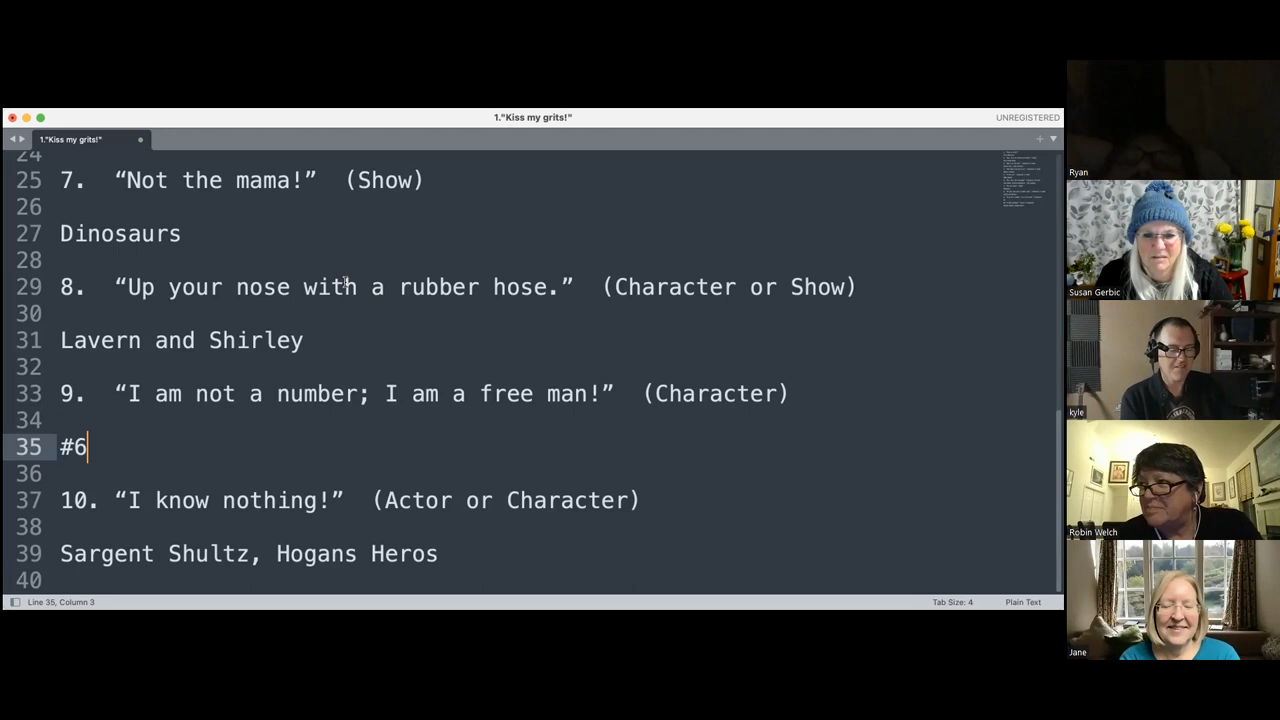 1."Kiss my grits!"
UNREGISTERED
1."Kiss my grits!"
24
25 7.  “Not the mama!”  (Show)
26
27 Dinosaurs
28
29 8.  “Up your nose with a rubber hose.”  (Character or Show)
30
31 Lavern and Shirley
32
33 9.  “I am not a number; I am a free man!”  (Character)
34
35 #6
36
37 10. “I know nothing!”  (Actor or Character)
38
39 Sargent Shultz, Hogans Heros
40
Line 35, Column 3
Tab Size: 4
Plain Text
Ryan
Susan Gerbic
kyle
Robin Welch
Jane